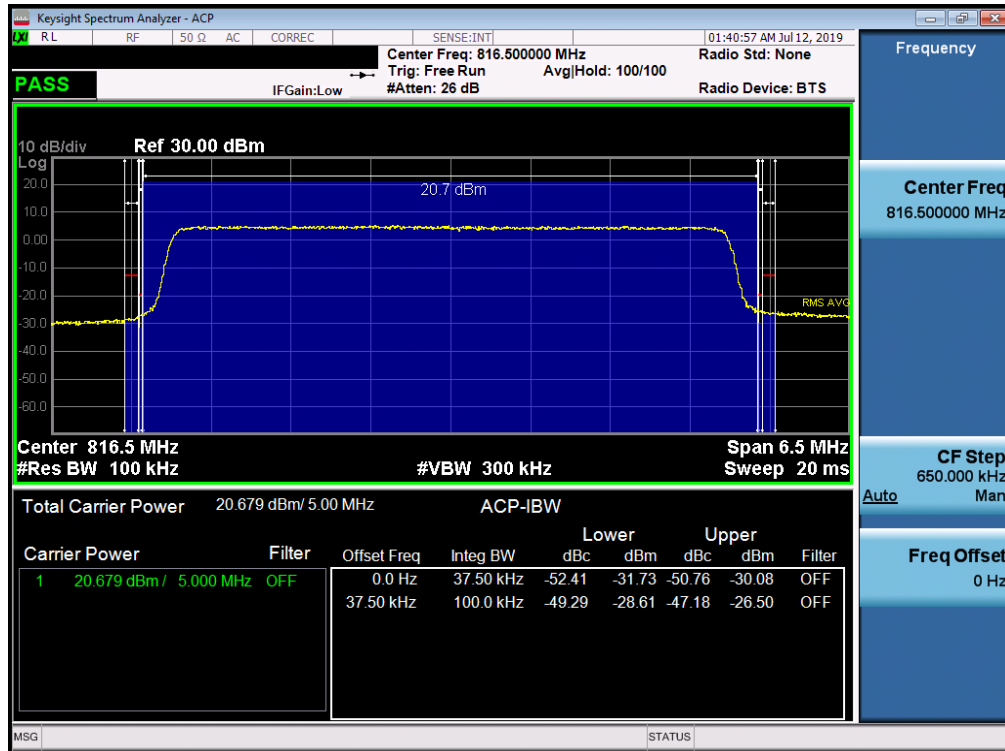 Keysight Spectrum Analyzer - ACP
LXI RL RF 50 Ω AC CORREC SENSE:INT 01:40:57 AM Jul 12, 2019
Center Freq: 816.500000 MHz Radio Std: None
Trig: Free Run Avg|Hold: 100/100
PASS IFGain:Low #Atten: 26 dB Radio Device: BTS
10 dB/div Ref 30.00 dBm
Log
20.0
10.0
0.00
-10.0
-20.0
-30.0
-40.0
-50.0
-60.0
20.7 dBm
RMS AVG
Center 816.5 MHz Span 6.5 MHz
#Res BW 100 kHz #VBW 300 kHz Sweep 20 ms
Total Carrier Power 20.679 dBm/ 5.00 MHz ACP-IBW
Lower Upper
Carrier Power Filter Offset Freq Integ BW dBc dBm dBc dBm Filter
1 20.679 dBm / 5.000 MHz OFF 0.0 Hz 37.50 kHz -52.41 -31.73 -50.76 -30.08 OFF
37.50 kHz 100.0 kHz -49.29 -28.61 -47.18 -26.50 OFF
MSG STATUS
Frequency
Center Freq
816.500000 MHz
CF Step
650.000 kHz
Auto Man
Freq Offset
0 Hz